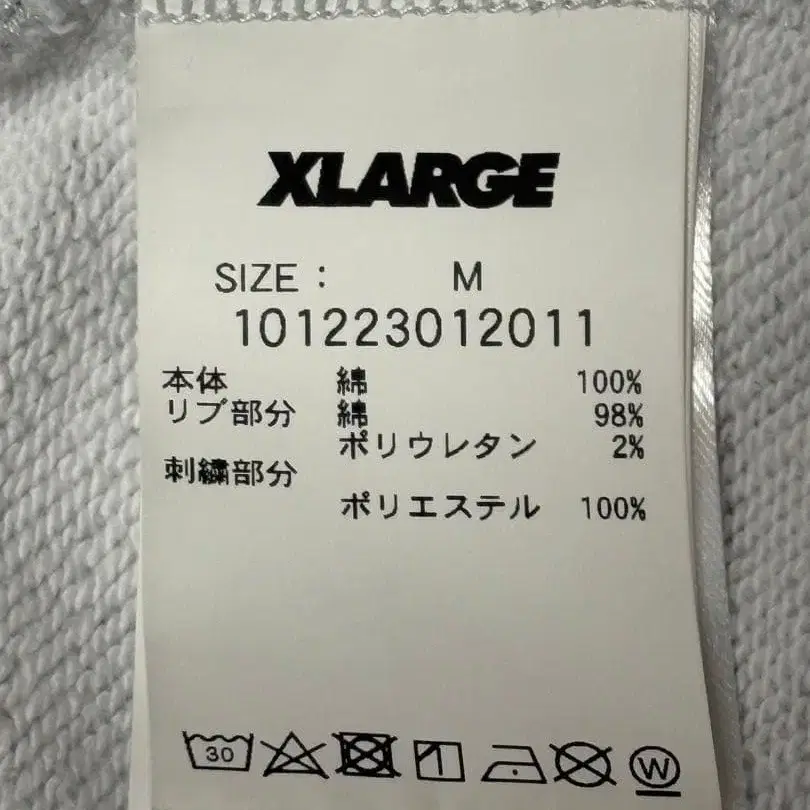 XLARGE
SIZE : M
101223012011
本体 綿 100%
リブ部分 綿 98%
ポリウレタン 2%
刺繍部分
ポリエステル 100%
30
W